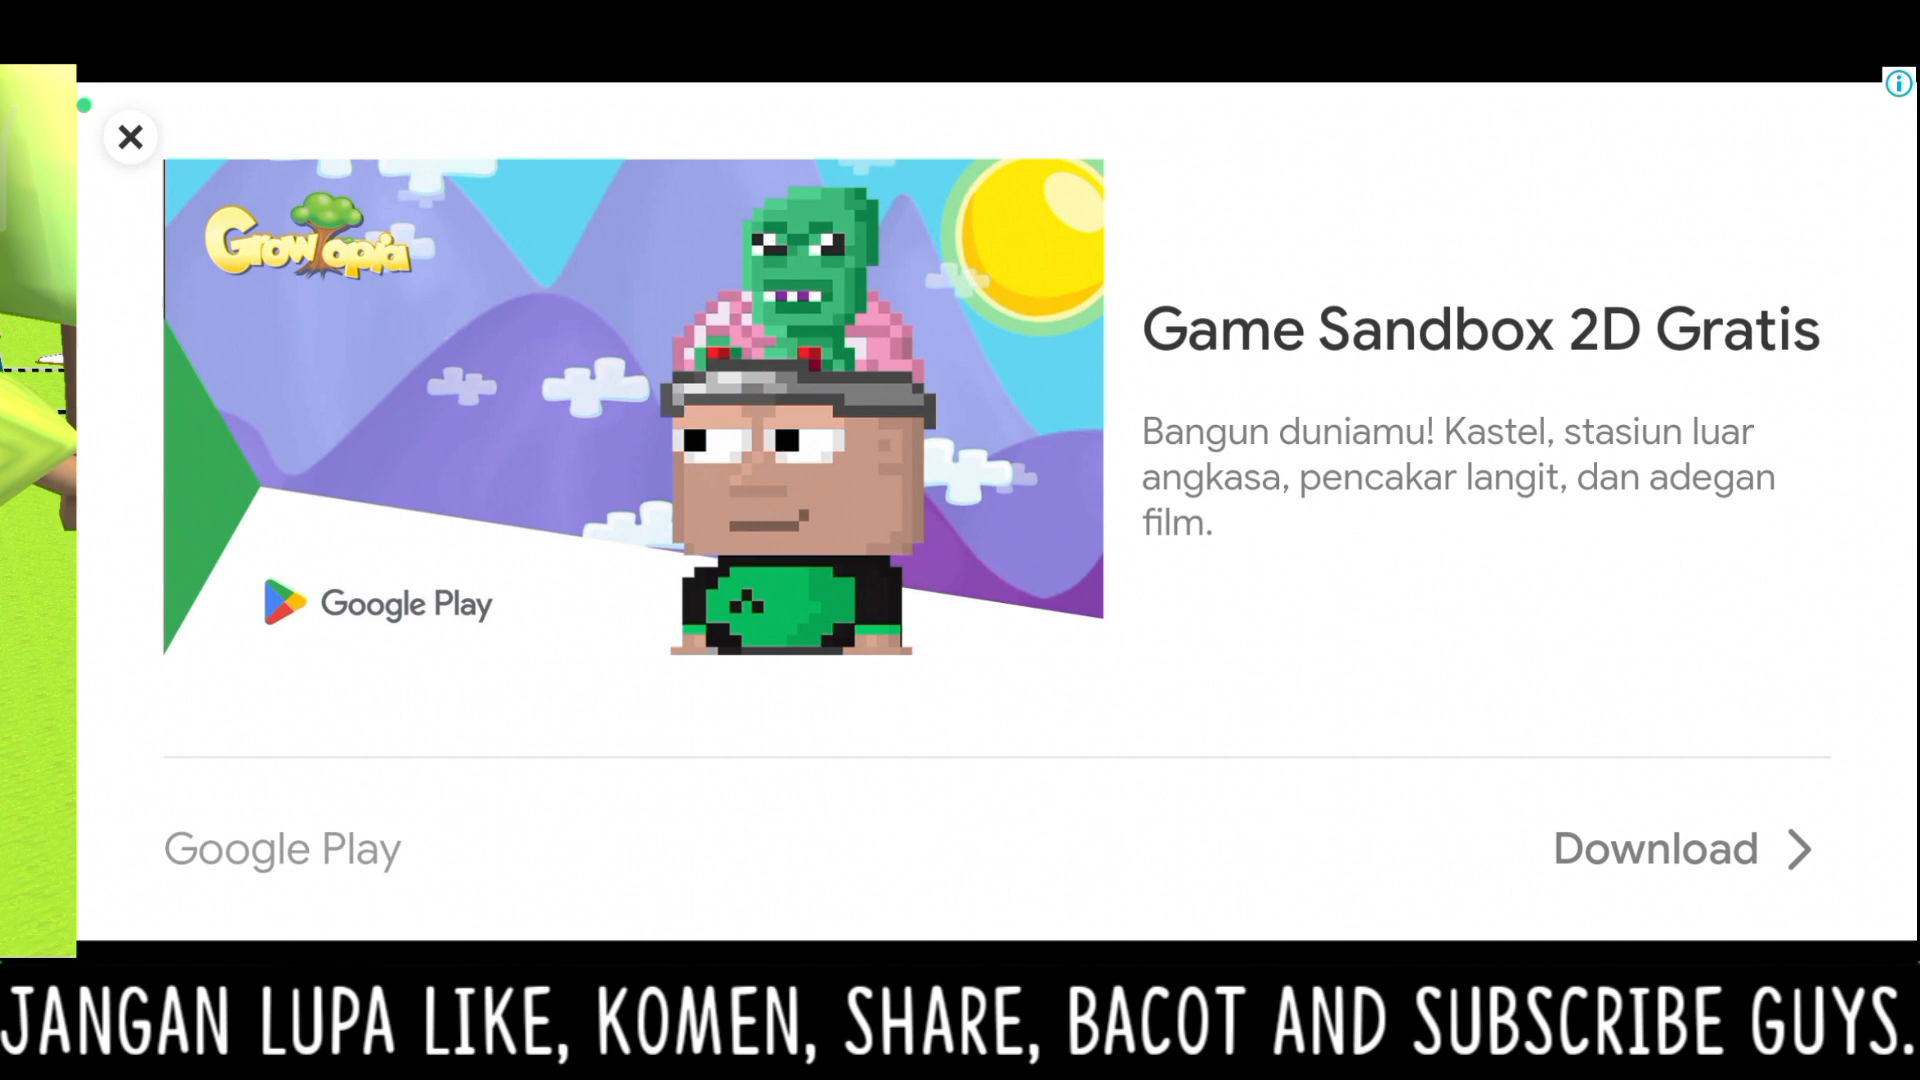 Growtopia
Game Sandbox 2D Gratis
Bangun duniamu! Kastel, stasiun luar
angkasa, pencakar langit, dan adegan
film.
Google Play
Google Play
Download
JANGAN LUPA LIKE, KOMEN, SHARE, BACOT AND SUBSCRIBE GUYS.